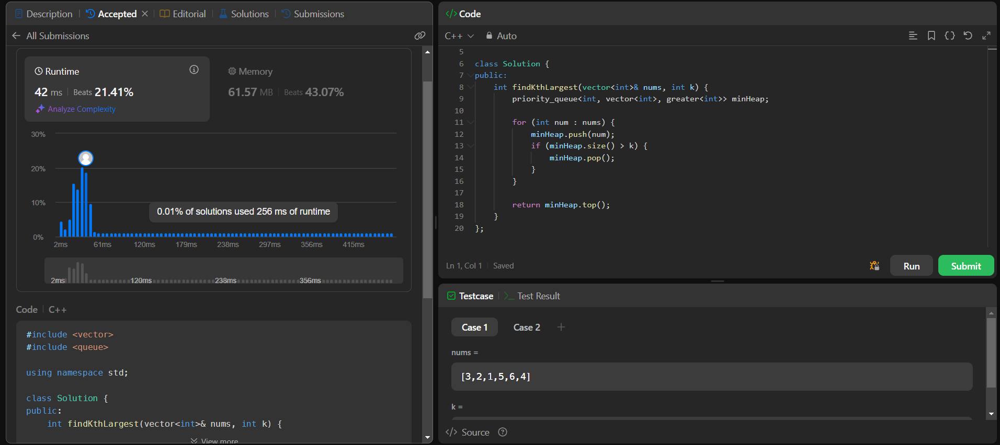 Description
Accepted
Editorial
Solutions
Submissions
All Submissions
Runtime
42 ms
Beats 21.41%
Analyze Complexity
Memory
61.57 MB
Beats 43.07%
30%
20%
10%
0%
0.01% of solutions used 256 ms of runtime
2ms 61ms 120ms 179ms 238ms 297ms 356ms 415ms
2ms 120ms 238ms 356ms
Code
C++
#include <vector>
#include <queue>
using namespace std;
class Solution {
public:
    int findKthLargest(vector<int>& nums, int k) {
View more
</> Code
C++
Auto
5
6 class Solution {
7 public:
8     int findKthLargest(vector<int>& nums, int k) {
9         priority_queue<int, vector<int>, greater<int>> minHeap;
10
11         for (int num : nums) {
12             minHeap.push(num);
13             if (minHeap.size() > k) {
14                 minHeap.pop();
15             }
16         }
17
18         return minHeap.top();
19     }
20 };
Ln 1, Col 1
Saved
Run
Submit
Testcase
>_ Test Result
Case 1
Case 2
+
nums =
[3,2,1,5,6,4]
k =
</> Source ?